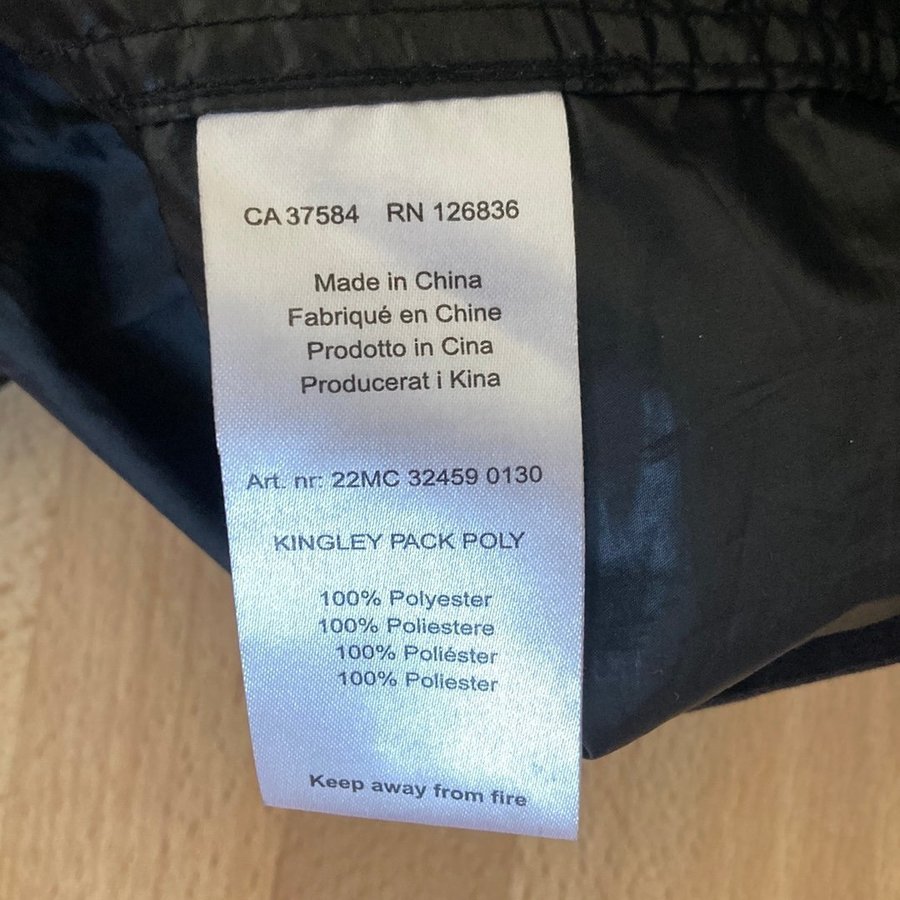 CA 37584 RN 126836
Made in China
Fabriqué en Chine
Prodotto in Cina
Producerat i Kina
Art. nr: 22MC 32459 0130
KINGLEY PACK POLY
100% Polyester
100% Poliestere
100% Poliéster
100% Poliester
Keep away from fire